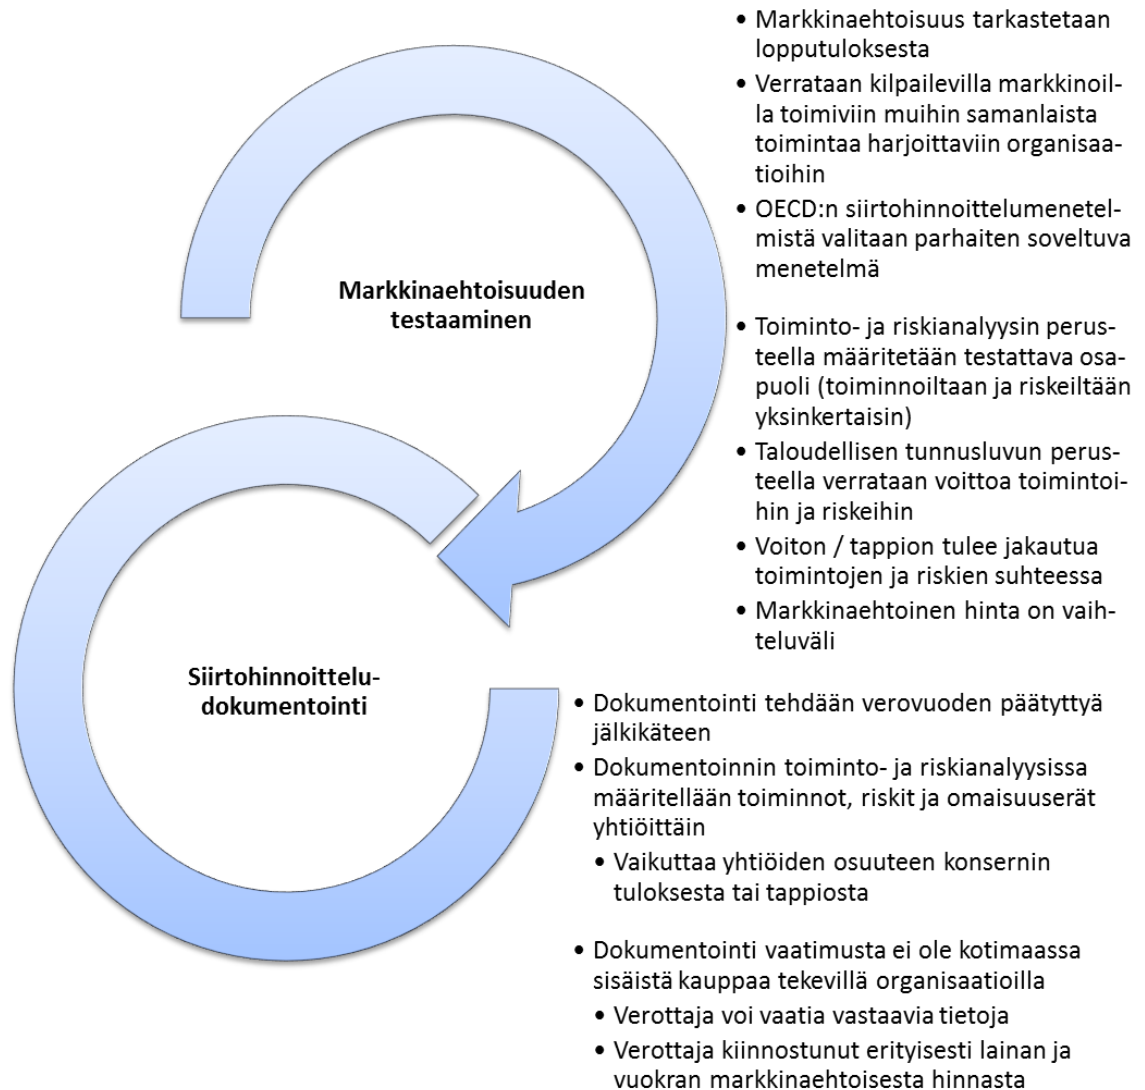 • Markkinaehtoisuus tarkastetaan
lopputuloksesta
• Verrataan kilpailevilla markkinoil-
la toimiviin muihin samanlaista
toimintaa harjoittaviin organisaa-
tioihin
• OECD:n siirtohinnoittelumenetel-
mistä valitaan parhaiten soveltuva
menetelmä
Markkinaehtoisuuden
testaaminen
• Toiminto- ja riskianalyysin perus-
teella määritetään testattava osa-
puoli (toiminnoiltaan ja riskeiltään
yksinkertaisin)
• Taloudellisen tunnusluvun perus-
teella verrataan voittoa toimintoi-
hin ja riskeihin
• Voiton / tappion tulee jakautua
toimintojen ja riskien suhteessa
• Markkinaehtoinen hinta on vaih-
teluväli
Siirtohinnoittelu-
dokumentointi
• Dokumentointi tehdään verovuoden päätyttyä
jälkikäteen
• Dokumentoinnin toiminto- ja riskianalyysissa
määritellään toiminnot, riskit ja omaisuuserät
yhtiöittäin
• Vaikuttaa yhtiöiden osuuteen konsernin
tuloksesta tai tappiosta
• Dokumentointi vaatimusta ei ole kotimaassa
sisäistä kauppaa tekevillä organisaatioilla
• Verottaja voi vaatia vastaavia tietoja
• Verottaja kiinnostunut erityisesti lainan ja
vuokran markkinaehtoisesta hinnasta